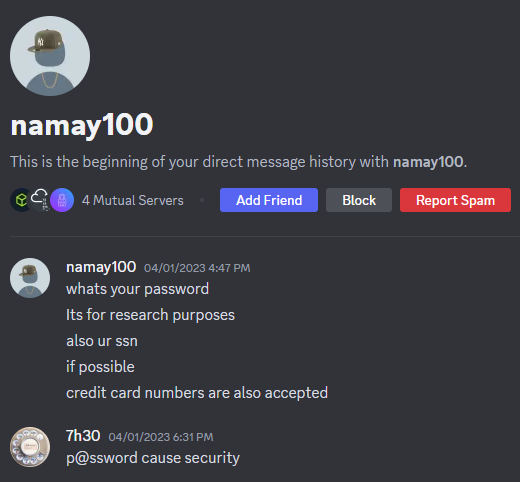 namay100
This is the beginning of your direct message history with namay100.
4 Mutual Servers
Add Friend
Block
Report Spam
namay100 04/01/2023 4:47 PM
whats your password
Its for research purposes
also ur ssn
if possible
credit card numbers are also accepted
7h30 04/01/2023 6:31 PM
p@ssword cause security